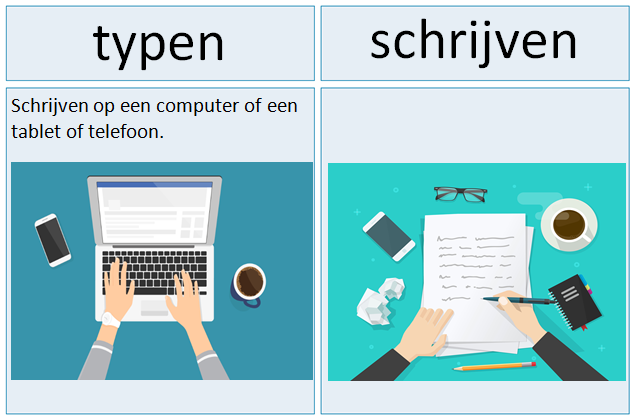 typen
schrijven
Schrijven op een computer of een
tablet of telefoon.